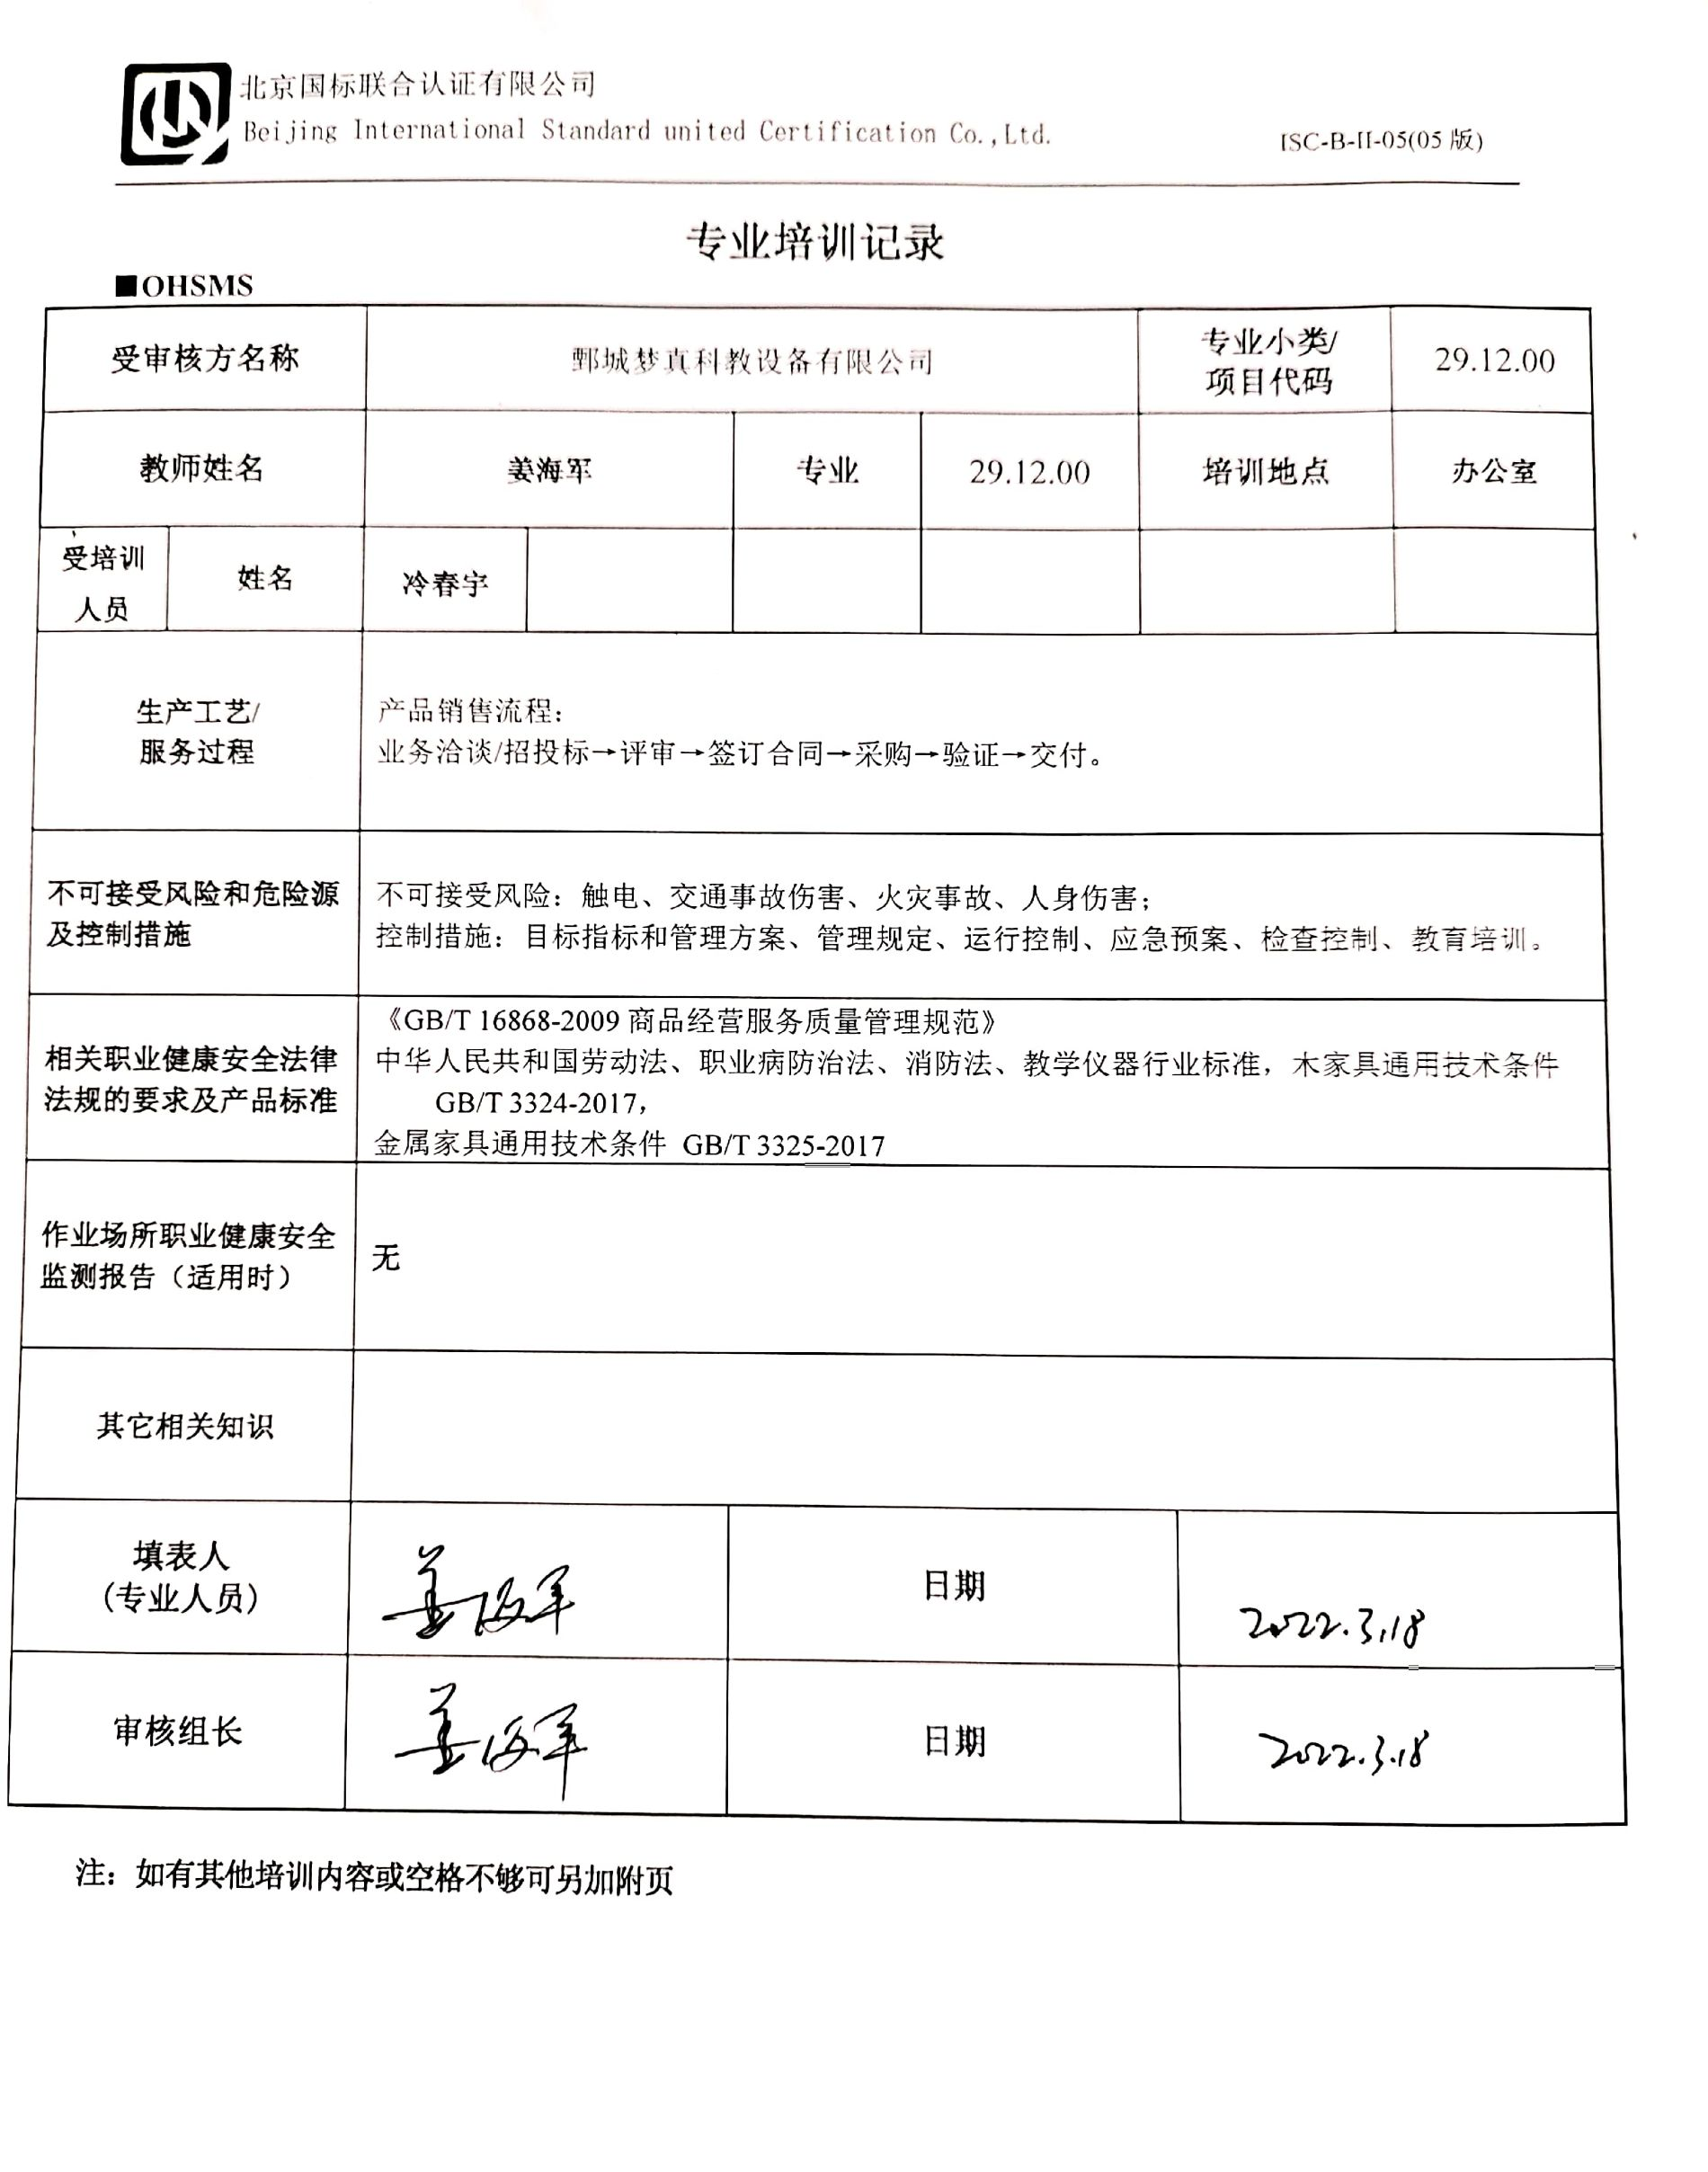 北京国标联合认证有限公司
Beijing International Standard united Certification Co.,Ltd.
ISC-B-II-05(05 版)
专业培训记录
■OHSMS
受审核方名称
鄄城梦真科教设备有限公司
专业小类/
项目代码
29.12.00
教师姓名
姜海军
专业
29.12.00
培训地点
办公室
受培训
人员
姓名
冷春宇
生产工艺/
服务过程
产品销售流程：
业务洽谈/招投标→评审→签订合同→采购→验证→交付。
不可接受风险和危险源
及控制措施
不可接受风险：触电、交通事故伤害、火灾事故、人身伤害；
控制措施：目标指标和管理方案、管理规定、运行控制、应急预案、检查控制、教育培训。
相关职业健康安全法律
法规的要求及产品标准
《GB/T 16868-2009 商品经营服务质量管理规范》
中华人民共和国劳动法、职业病防治法、消防法、教学仪器行业标准，木家具通用技术条件
GB/T 3324-2017，
金属家具通用技术条件 GB/T 3325-2017
作业场所职业健康安全
监测报告（适用时）
无
其它相关知识
填表人
（专业人员）
姜海军
日期
2022.3.18
审核组长
姜海军
日期
2022.3.18
注：如有其他培训内容或空格不够可另加附页